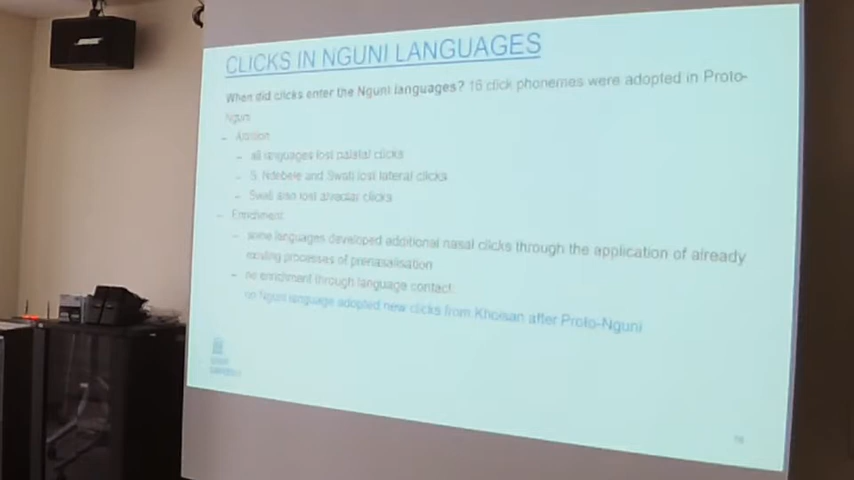 CLICKS IN NGUNI LANGUAGES
When did clicks enter the Nguni languages? 16 click phonemes were adopted in Proto-
Nguni
– Attrition
– all languages lost palatal clicks
– S. Ndebele and Swati lost lateral clicks
– Swati also lost alveolar clicks
– Enrichment
– some languages developed additional nasal clicks through the application of already
existing processes of prenasalisation
– no enrichment through language contact:
no Nguni language adopted new clicks from Khoisan after Proto-Nguni